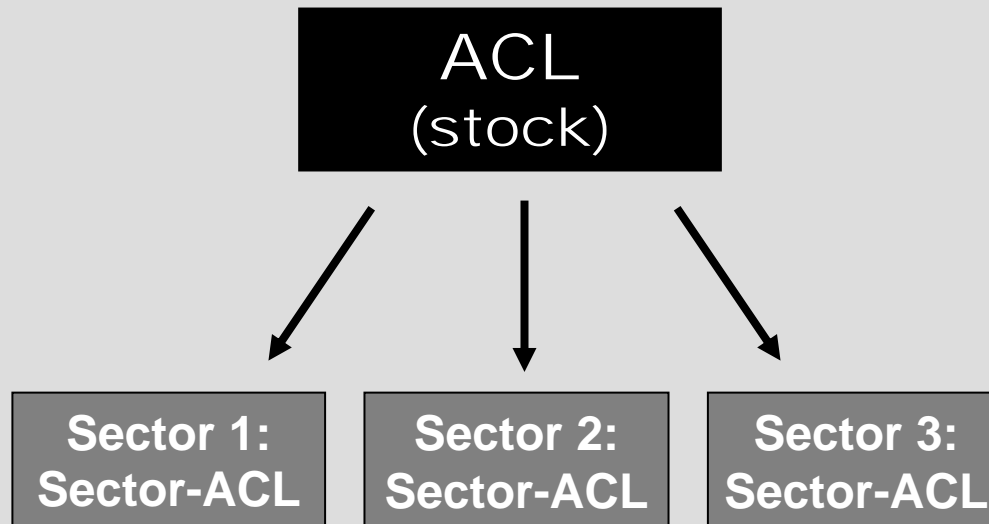 ACL
(stock)
Sector 1:
Sector-ACL
Sector 2:
Sector-ACL
Sector 3:
Sector-ACL